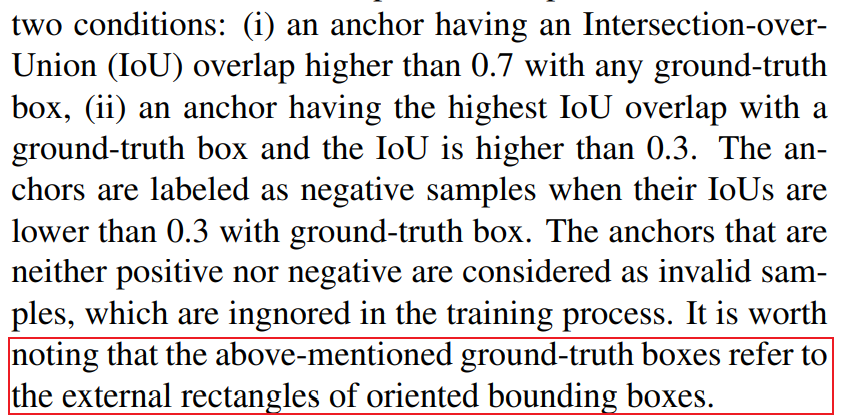 two conditions: (i) an anchor having an Intersection-over-
Union (IoU) overlap higher than 0.7 with any ground-truth
box, (ii) an anchor having the highest IoU overlap with a
ground-truth box and the IoU is higher than 0.3. The an-
chors are labeled as negative samples when their IoUs are
lower than 0.3 with ground-truth box. The anchors that are
neither positive nor negative are considered as invalid sam-
ples, which are ingnored in the training process. It is worth
noting that the above-mentioned ground-truth boxes refer to
the external rectangles of oriented bounding boxes.